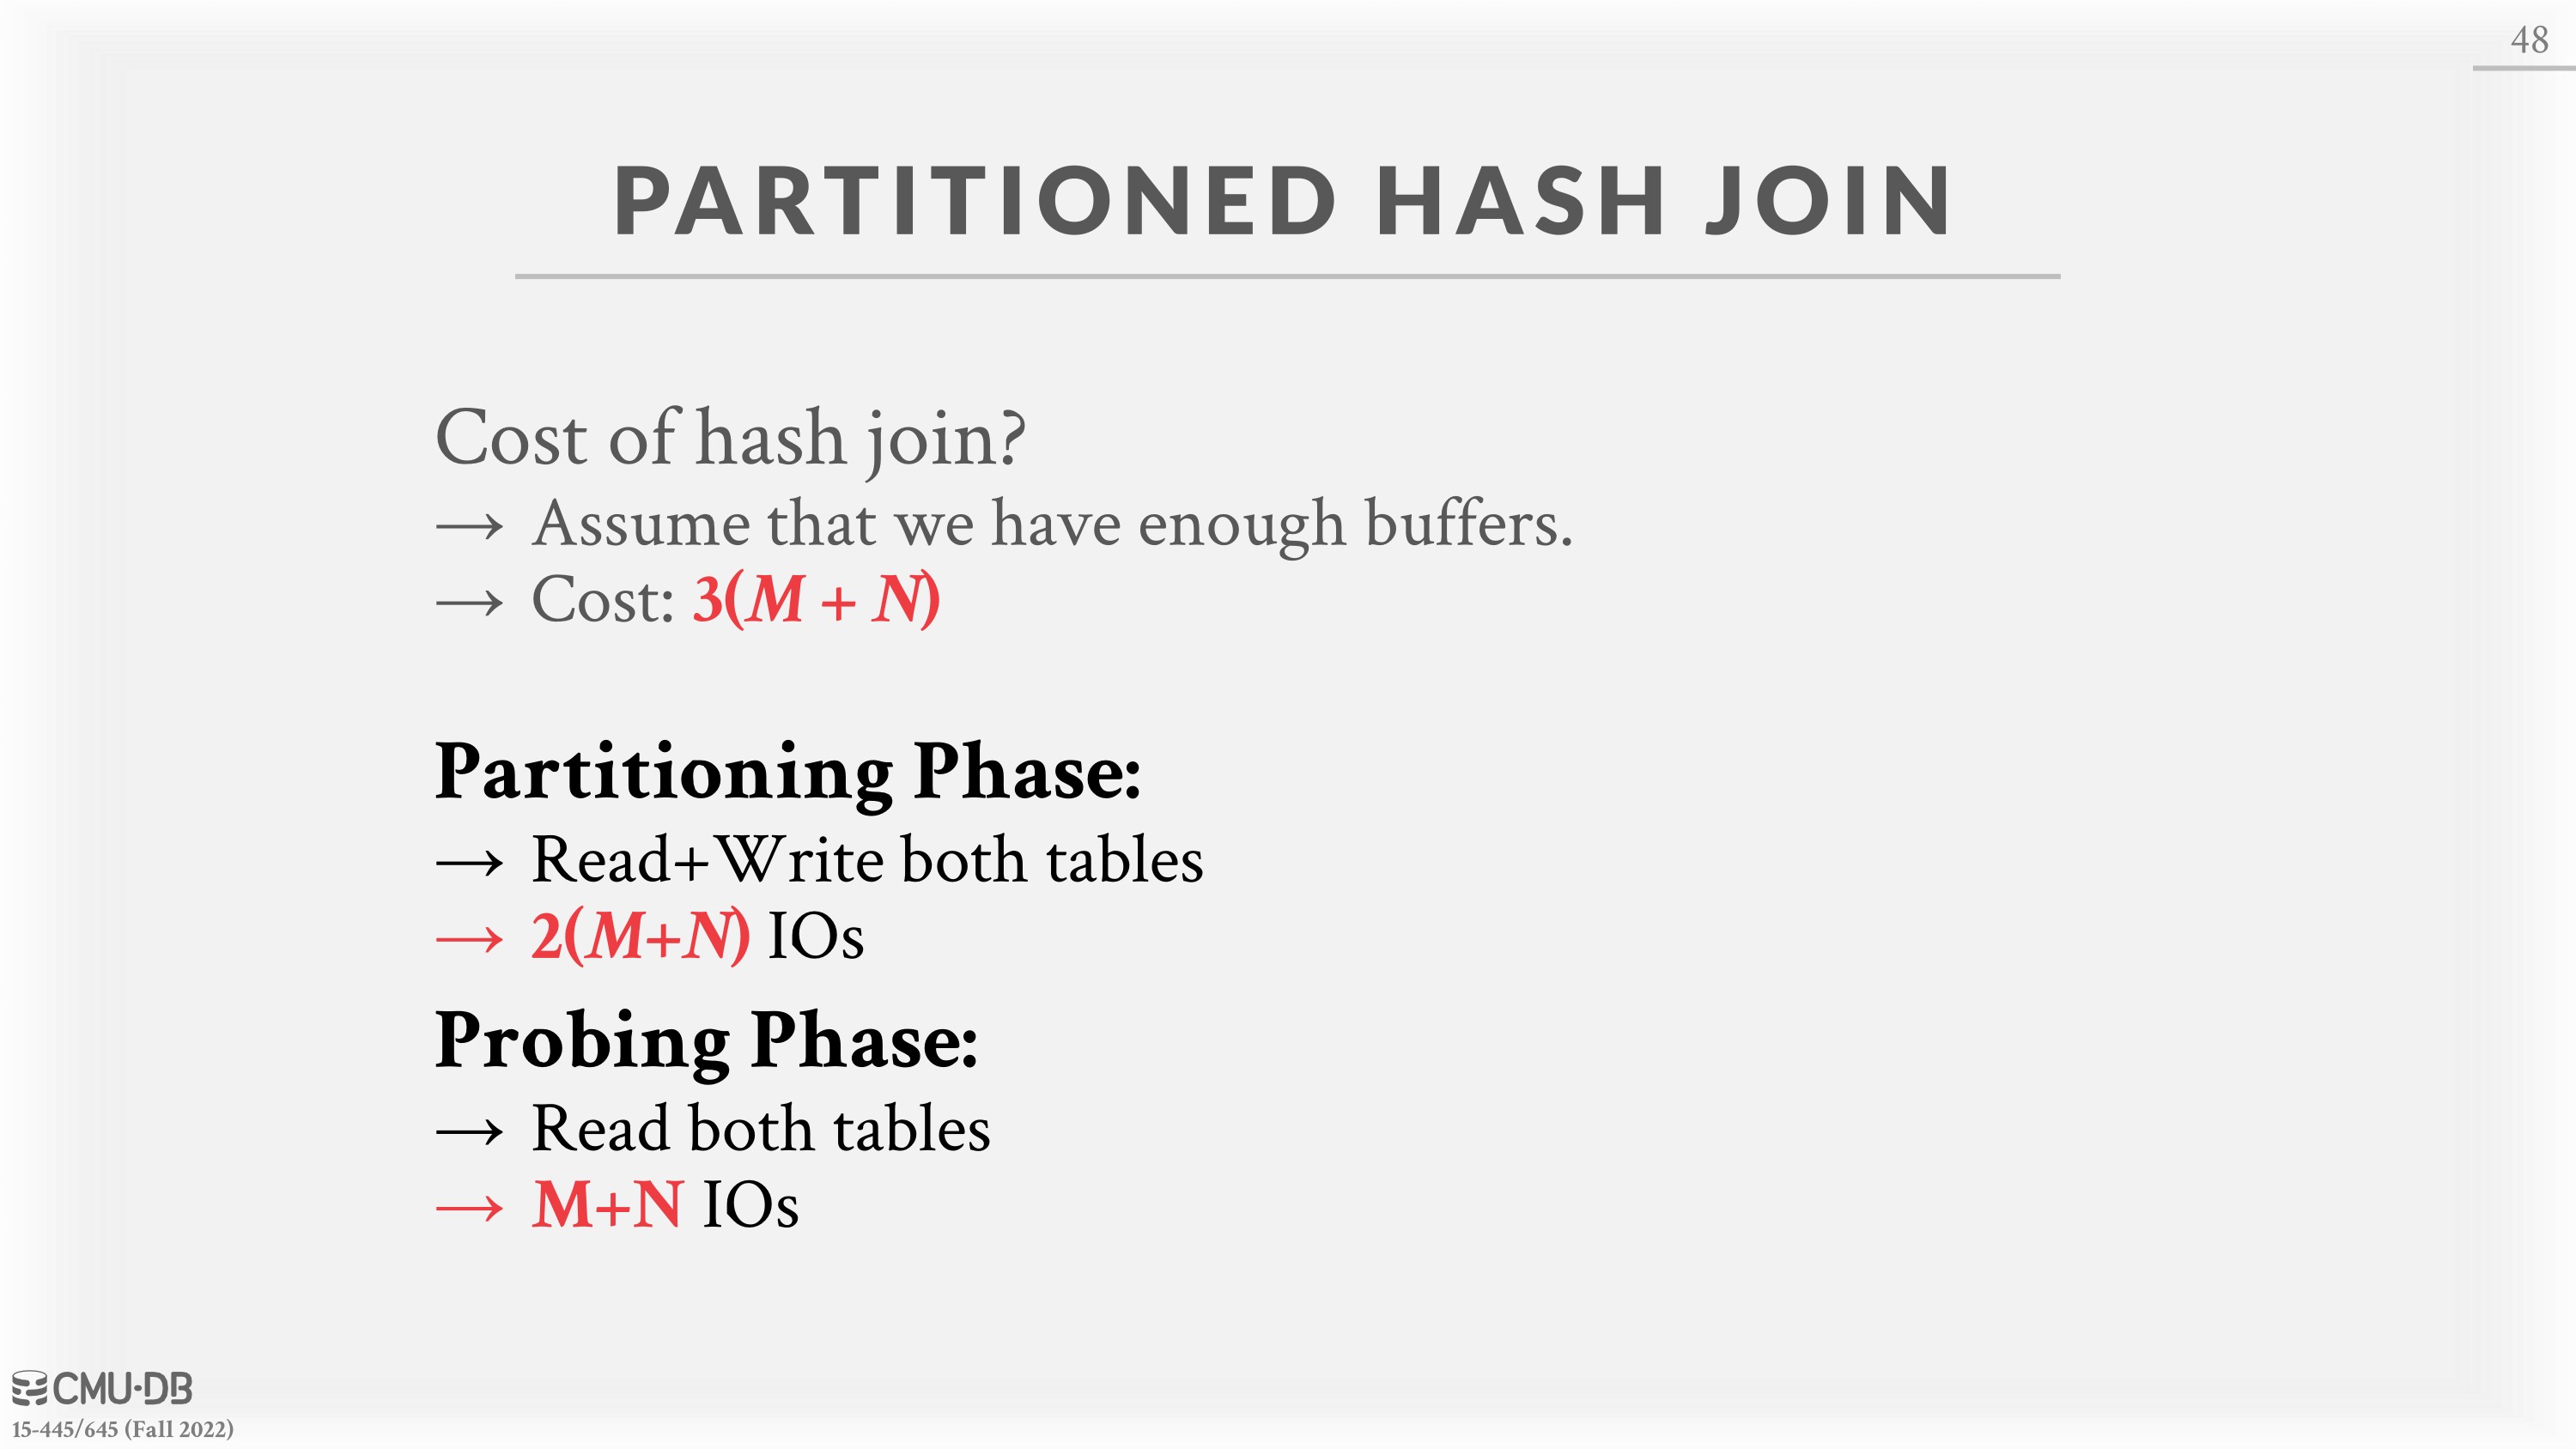 48
PARTITIONED HASH JOIN
Cost of hash join?
→ Assume that we have enough buffers.
→ Cost: 3(M + N)
Partitioning Phase:
→ Read+Write both tables
→ 2(M+N) IOs
Probing Phase:
→ Read both tables
→ M+N IOs
CMU·DB
15-445/645 (Fall 2022)